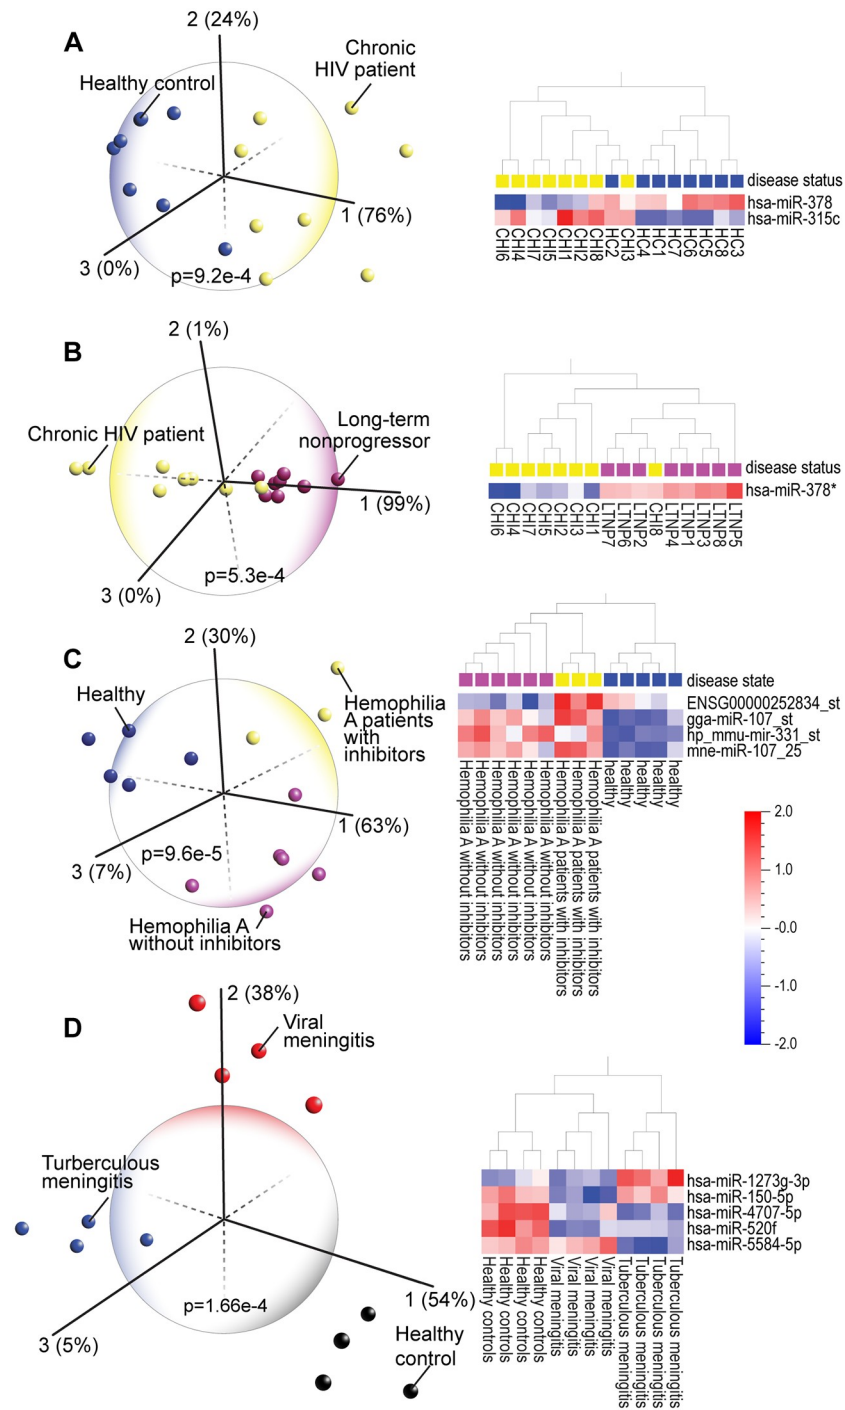 A
2 (24%)
Chronic
HIV patient
Healthy control
1 (76%)
3 (0%)
p=9.2e-4
disease status
hsa-miR-378
hsa-miR-315c
CHI6
CHI4
CHI7
CHI5
CHI1
CHI2
CHI8
HC2
CHI3
HC4
HC1
HC7
HC6
HC5
HC8
HC3
B
2 (1%)
Chronic HIV patient
Long-term
nonprogressor
1 (99%)
3 (0%)
p=5.3e-4
disease status
hsa-miR-378*
CHI6
CHI4
CHI7
CHI5
CHI2
CHI3
CHI1
LTNP7
LTNP6
LTNP2
CHI8
LTNP4
LTNP1
LTNP3
LTNP8
LTNP5
C
2 (30%)
Healthy
Hemophilia
A patients
with
inhibitors
1 (63%)
3 (7%)
p=9.6e-5
Hemophilia A
without inhibitors
disease state
ENSG00000252834_st
gga-miR-107_st
hp_mmu-mir-331_st
mne-miR-107_25
Hemophilia A without inhibitors
Hemophilia A without inhibitors
Hemophilia A without inhibitors
Hemophilia A without inhibitors
Hemophilia A without inhibitors
Hemophilia A without inhibitors
Hemophilia A patients with inhibitors
Hemophilia A patients with inhibitors
Hemophilia A patients with inhibitors
healthy
healthy
healthy
healthy
healthy
2.0
1.0
-0.0
-1.0
-2.0
D
2 (38%)
Viral
meningitis
Turberculous
meningitis
1 (54%)
3 (5%)
p=1.66e-4
Healthy
control
hsa-miR-1273g-3p
hsa-miR-150-5p
hsa-miR-4707-5p
hsa-miR-520f
hsa-miR-5584-5p
Healthy controls
Healthy controls
Healthy controls
Healthy controls
Viral meningitis
Viral meningitis
Viral meningitis
Viral meningitis
Tuberculous meningitis
Tuberculous meningitis
Tuberculous meningitis
Tuberculous meningitis